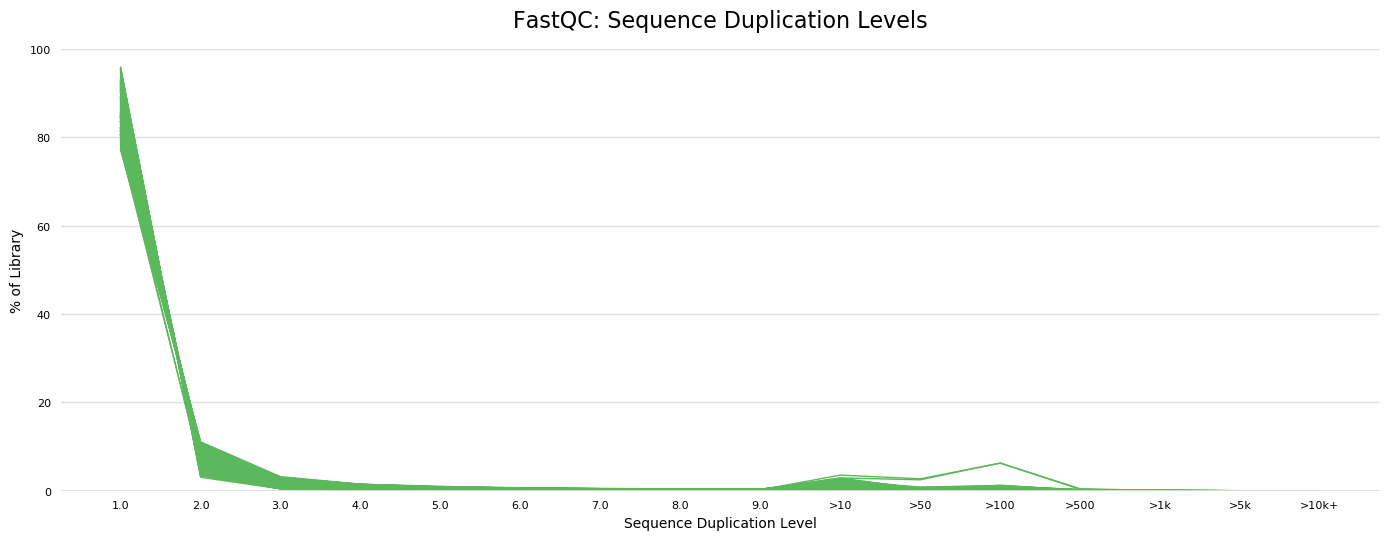 FastQC: Sequence Duplication Levels
100
80
60
40
20
0
% of Library
1.0 2.0 3.0 4.0 5.0 6.0 7.0 8.0 9.0 >10 >50 >100 >500 >1k >5k >10k+
Sequence Duplication Level